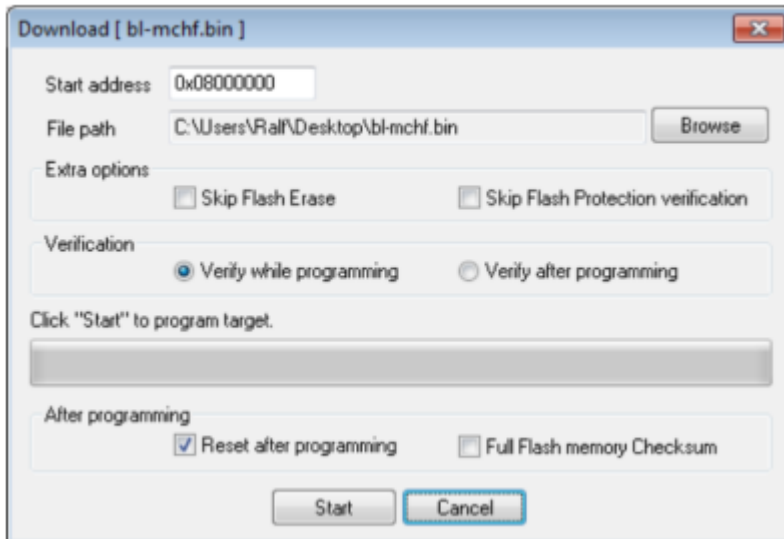 Download [ bl-mchf.bin ]
Start address 0x08000000
File path C:\Users\Ralf\Desktop\bl-mchf.bin Browse
Extra options
Skip Flash Erase Skip Flash Protection verification
Verification
Verify while programming Verify after programming
Click "Start" to program target.
After programming
Reset after programming Full Flash memory Checksum
Start Cancel